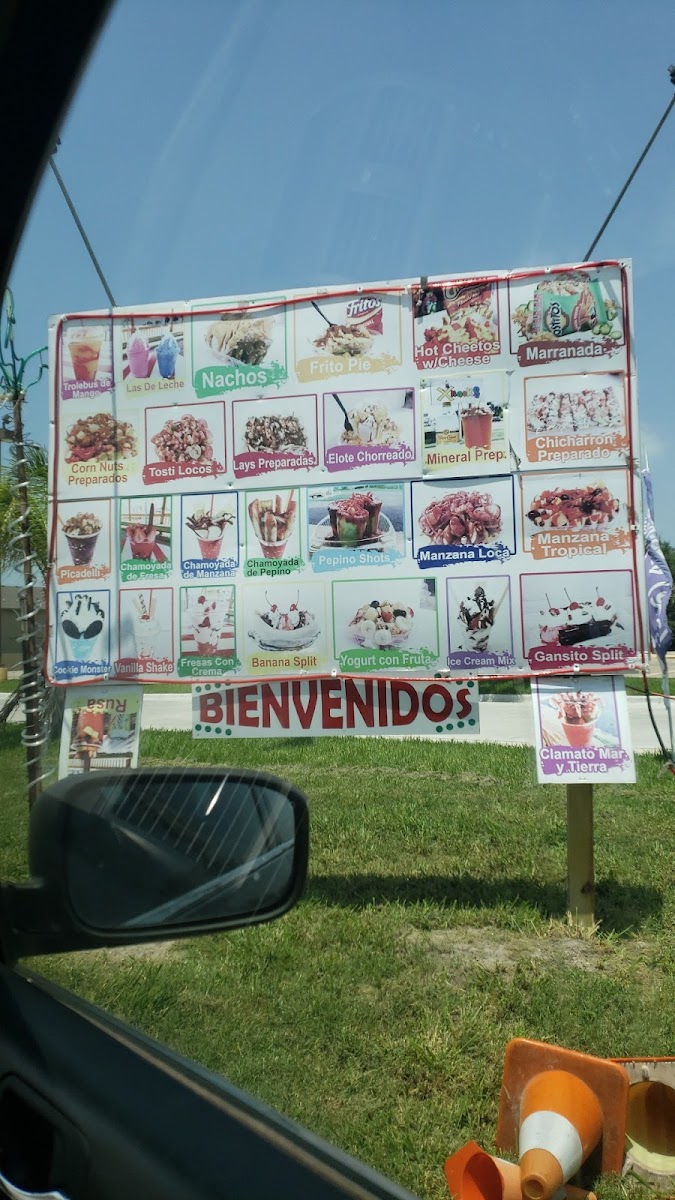 Trolebus de
Mango
Las De Leche
Nachos
Fritos
Frito Pie
Hot Cheetos
w/Cheese
Marranada
Corn Nuts
Preparados
Tosti Locos
Lays Preparadas
Elote Chorreado
Mineral Prep.
Chicharron
Preparado
Picadelli
Chamoyada
de Fresa
Chamoyada
de Manzana
Chamoyada
de Pepino
Pepino Shots
Manzana Loca
Manzana
Tropical
Cookie Monster
Vanilla Shake
Fresas Con
Crema
Banana Split
Yogurt con Fruta
Ice Cream Mix
Gansito Split
Rusa
BIENVENIDOS
Clamato Mar
y Tierra